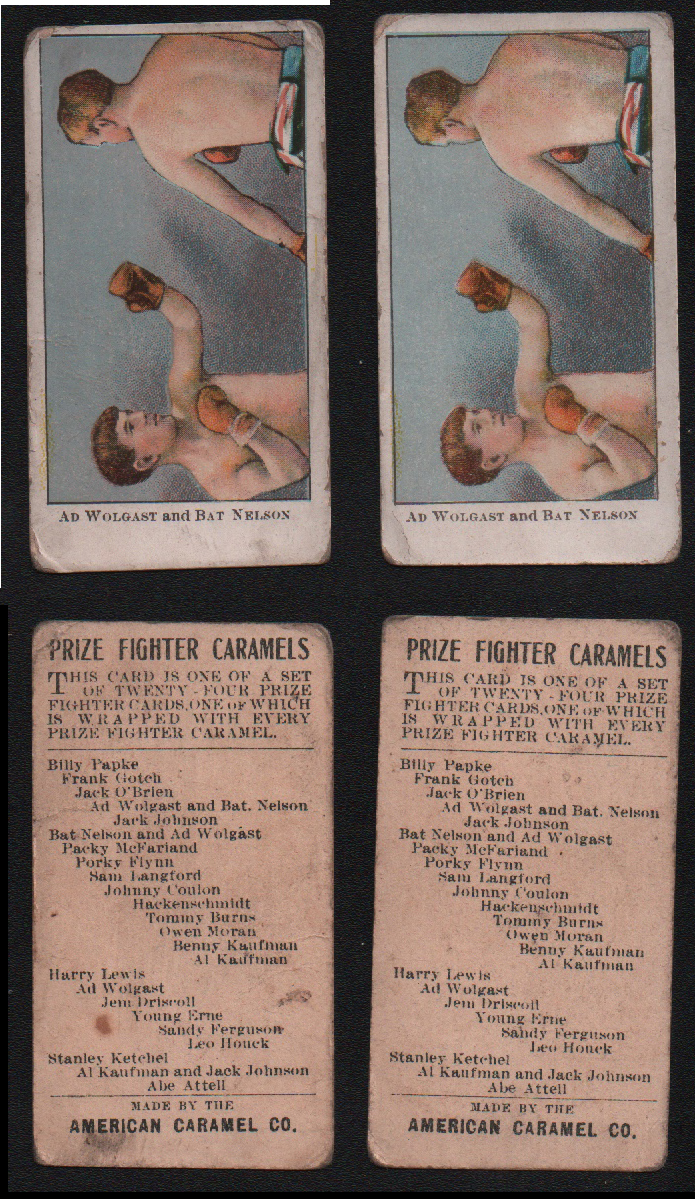 AD WOLGAST and BAT NELSON
AD WOLGAST and BAT NELSON
PRIZE FIGHTER CARAMELS
THIS CARD IS ONE OF A SET
OF TWENTY-FOUR PRIZE
FIGHTER CARDS, ONE OF WHICH
IS WRAPPED WITH EVERY
PRIZE FIGHTER CARAMEL.
Billy Papke
Frank Gotch
Jack O'Brien
Ad Wolgast and Bat. Nelson
Jack Johnson
Bat Nelson and Ad Wolgast
Packy McFarland
Porky Flynn
Sam Langford
Johnny Coulon
Hackenschmidt
Tommy Burns
Owen Moran
Benny Kaufman
Al Kaufman
Harry Lewis
Ad Wolgast
Jem Driscoll
Young Erne
Sandy Ferguson
Leo Houck
Stanley Ketchel
Al Kaufman and Jack Johnson
Abe Attell
MADE BY THE
AMERICAN CARAMEL CO.
PRIZE FIGHTER CARAMELS
THIS CARD IS ONE OF A SET
OF TWENTY-FOUR PRIZE
FIGHTER CARDS, ONE OF WHICH
IS WRAPPED WITH EVERY
PRIZE FIGHTER CARAMEL.
Billy Papke
Frank Gotch
Jack O'Brien
Ad Wolgast and Bat. Nelson
Jack Johnson
Bat Nelson and Ad Wolgast
Packy McFarland
Porky Flynn
Sam Langford
Johnny Coulon
Hackenschmidt
Tommy Burns
Owen Moran
Benny Kaufman
Al Kaufman
Harry Lewis
Ad Wolgast
Jem Driscoll
Young Erne
Sandy Ferguson
Leo Houck
Stanley Ketchel
Al Kaufman and Jack Johnson
Abe Attell
MADE BY THE
AMERICAN CARAMEL CO.